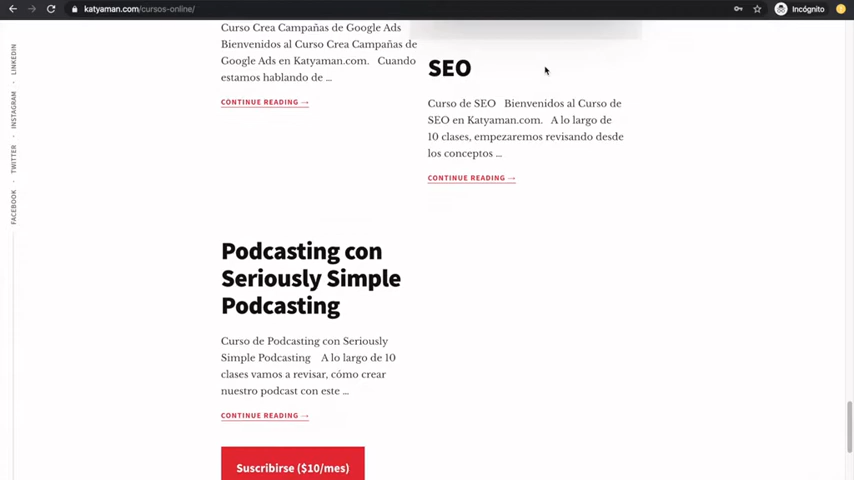 katyaman.com/cursos-online/
Incógnito
LINKEDIN
INSTAGRAM
TWITTER
FACEBOOK
Curso Crea Campañas de Google Ads
Bienvenidos al Curso Crea Campañas de
Google Ads en Katyaman.com. Cuando
estamos hablando de ...
CONTINUE READING →
SEO
Curso de SEO Bienvenidos al Curso de
SEO en Katyaman.com. A lo largo de
10 clases, empezaremos revisando desde
los conceptos ...
CONTINUE READING →
Podcasting con
Seriously Simple
Podcasting
Curso de Podcasting con Seriously
Simple Podcasting A lo largo de 10
clases vamos a revisar, cómo crear
nuestro podcast con este ...
CONTINUE READING →
Suscribirse ($10/mes)